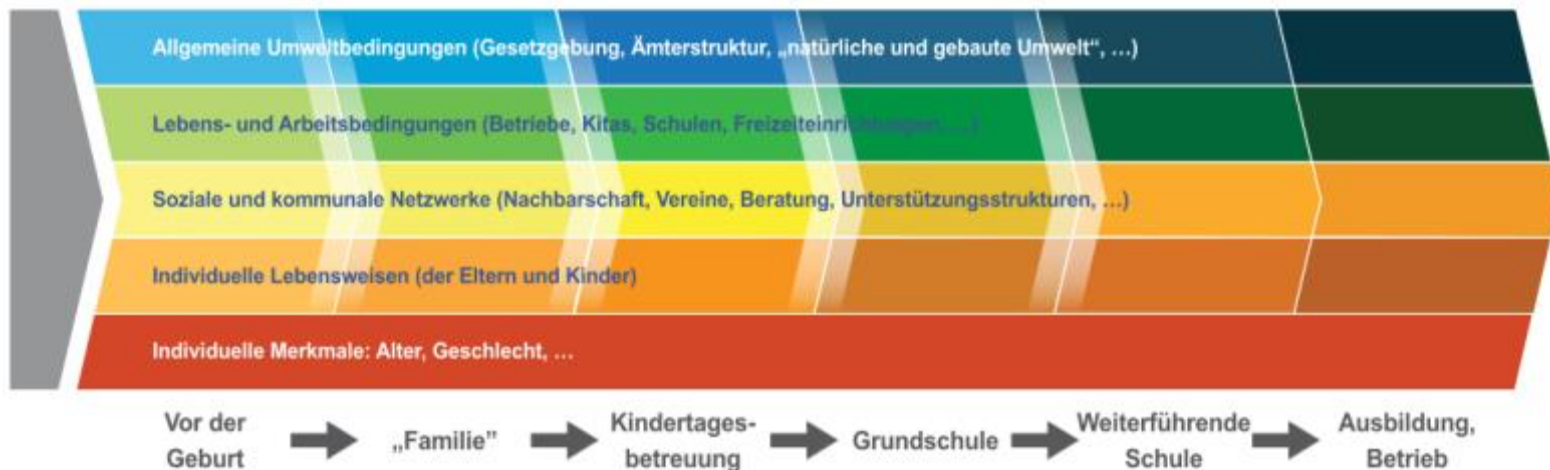 Allgemeine Umweltbedingungen (Gesetzgebung, Ämterstruktur, „natürliche und gebaute Umwelt“, …)
Lebens- und Arbeitsbedingungen (Betriebe, Kitas, Schulen, Freizeiteinrichtungen, …)
Soziale und kommunale Netzwerke (Nachbarschaft, Vereine, Beratung, Unterstützungsstrukturen, …)
Individuelle Lebensweisen (der Eltern und Kinder)
Individuelle Merkmale: Alter, Geschlecht, …
Vor der
Geburt
„Familie”
Kindertages-
betreuung
Grundschule
Weiterführende
Schule
Ausbildung,
Betrieb